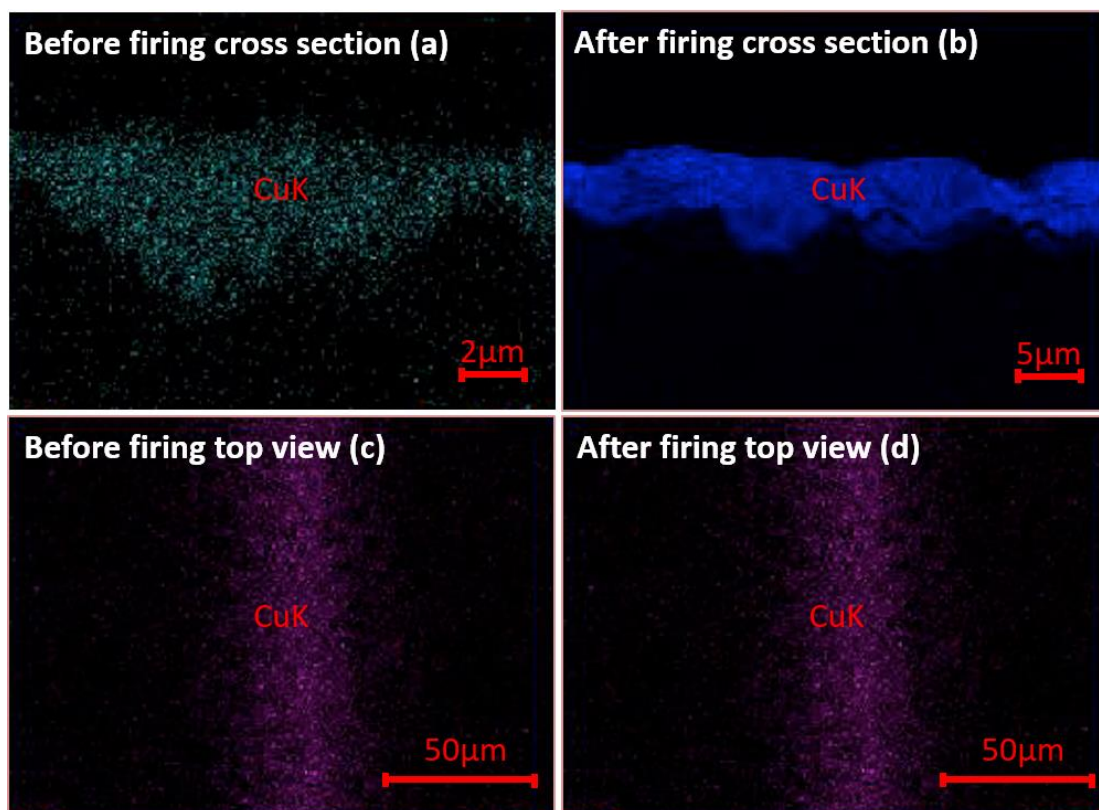 Before firing cross section (a)
CuK
2μm
After firing cross section (b)
CuK
5μm
Before firing top view (c)
CuK
50μm
After firing top view (d)
CuK
50μm